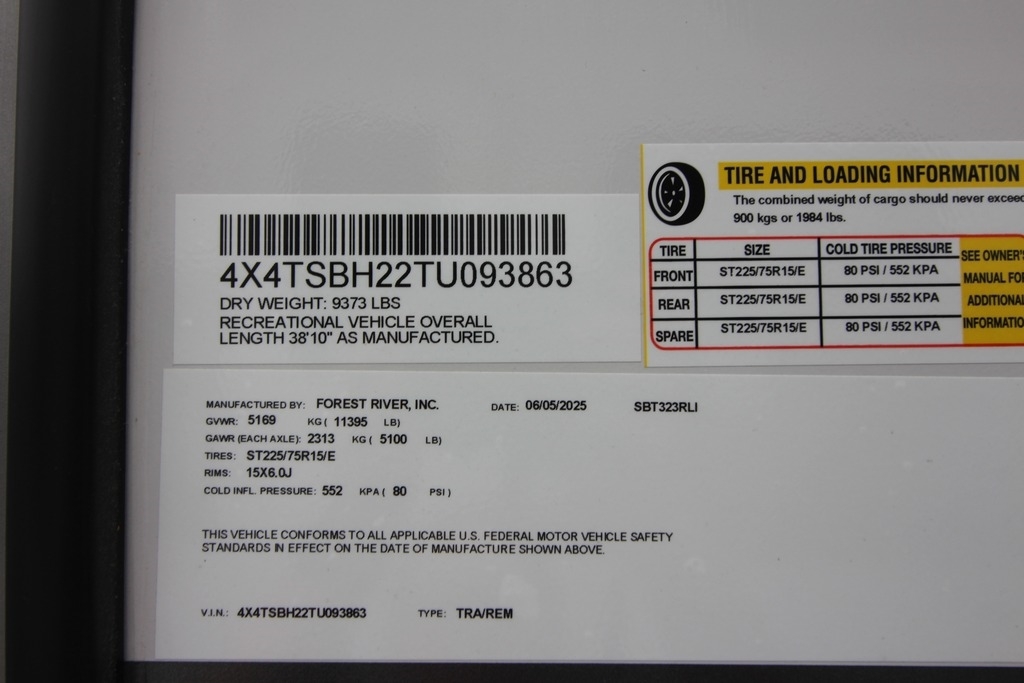 TIRE AND LOADING INFORMATION
The combined weight of cargo should never exceed
900 kgs or 1984 lbs.
TIRE SIZE COLD TIRE PRESSURE
FRONT ST225/75R15/E 80 PSI / 552 KPA
REAR ST225/75R15/E 80 PSI / 552 KPA
SPARE ST225/75R15/E 80 PSI / 552 KPA
SEE OWNER'S
MANUAL FOR
ADDITIONAL
INFORMATIO
4X4TSBH22TU093863
DRY WEIGHT: 9373 LBS
RECREATIONAL VEHICLE OVERALL
LENGTH 38'10" AS MANUFACTURED.
MANUFACTURED BY: FOREST RIVER, INC. DATE: 06/05/2025 SBT323RLI
GVWR: 5169 KG ( 11395 LB)
GAWR (EACH AXLE): 2313 KG ( 5100 LB)
TIRES: ST225/75R15/E
RIMS: 15X6.0J
COLD INFL. PRESSURE: 552 KPA ( 80 PSI )
THIS VEHICLE CONFORMS TO ALL APPLICABLE U.S. FEDERAL MOTOR VEHICLE SAFETY
STANDARDS IN EFFECT ON THE DATE OF MANUFACTURE SHOWN ABOVE.
V.I.N.: 4X4TSBH22TU093863 TYPE: TRA/REM